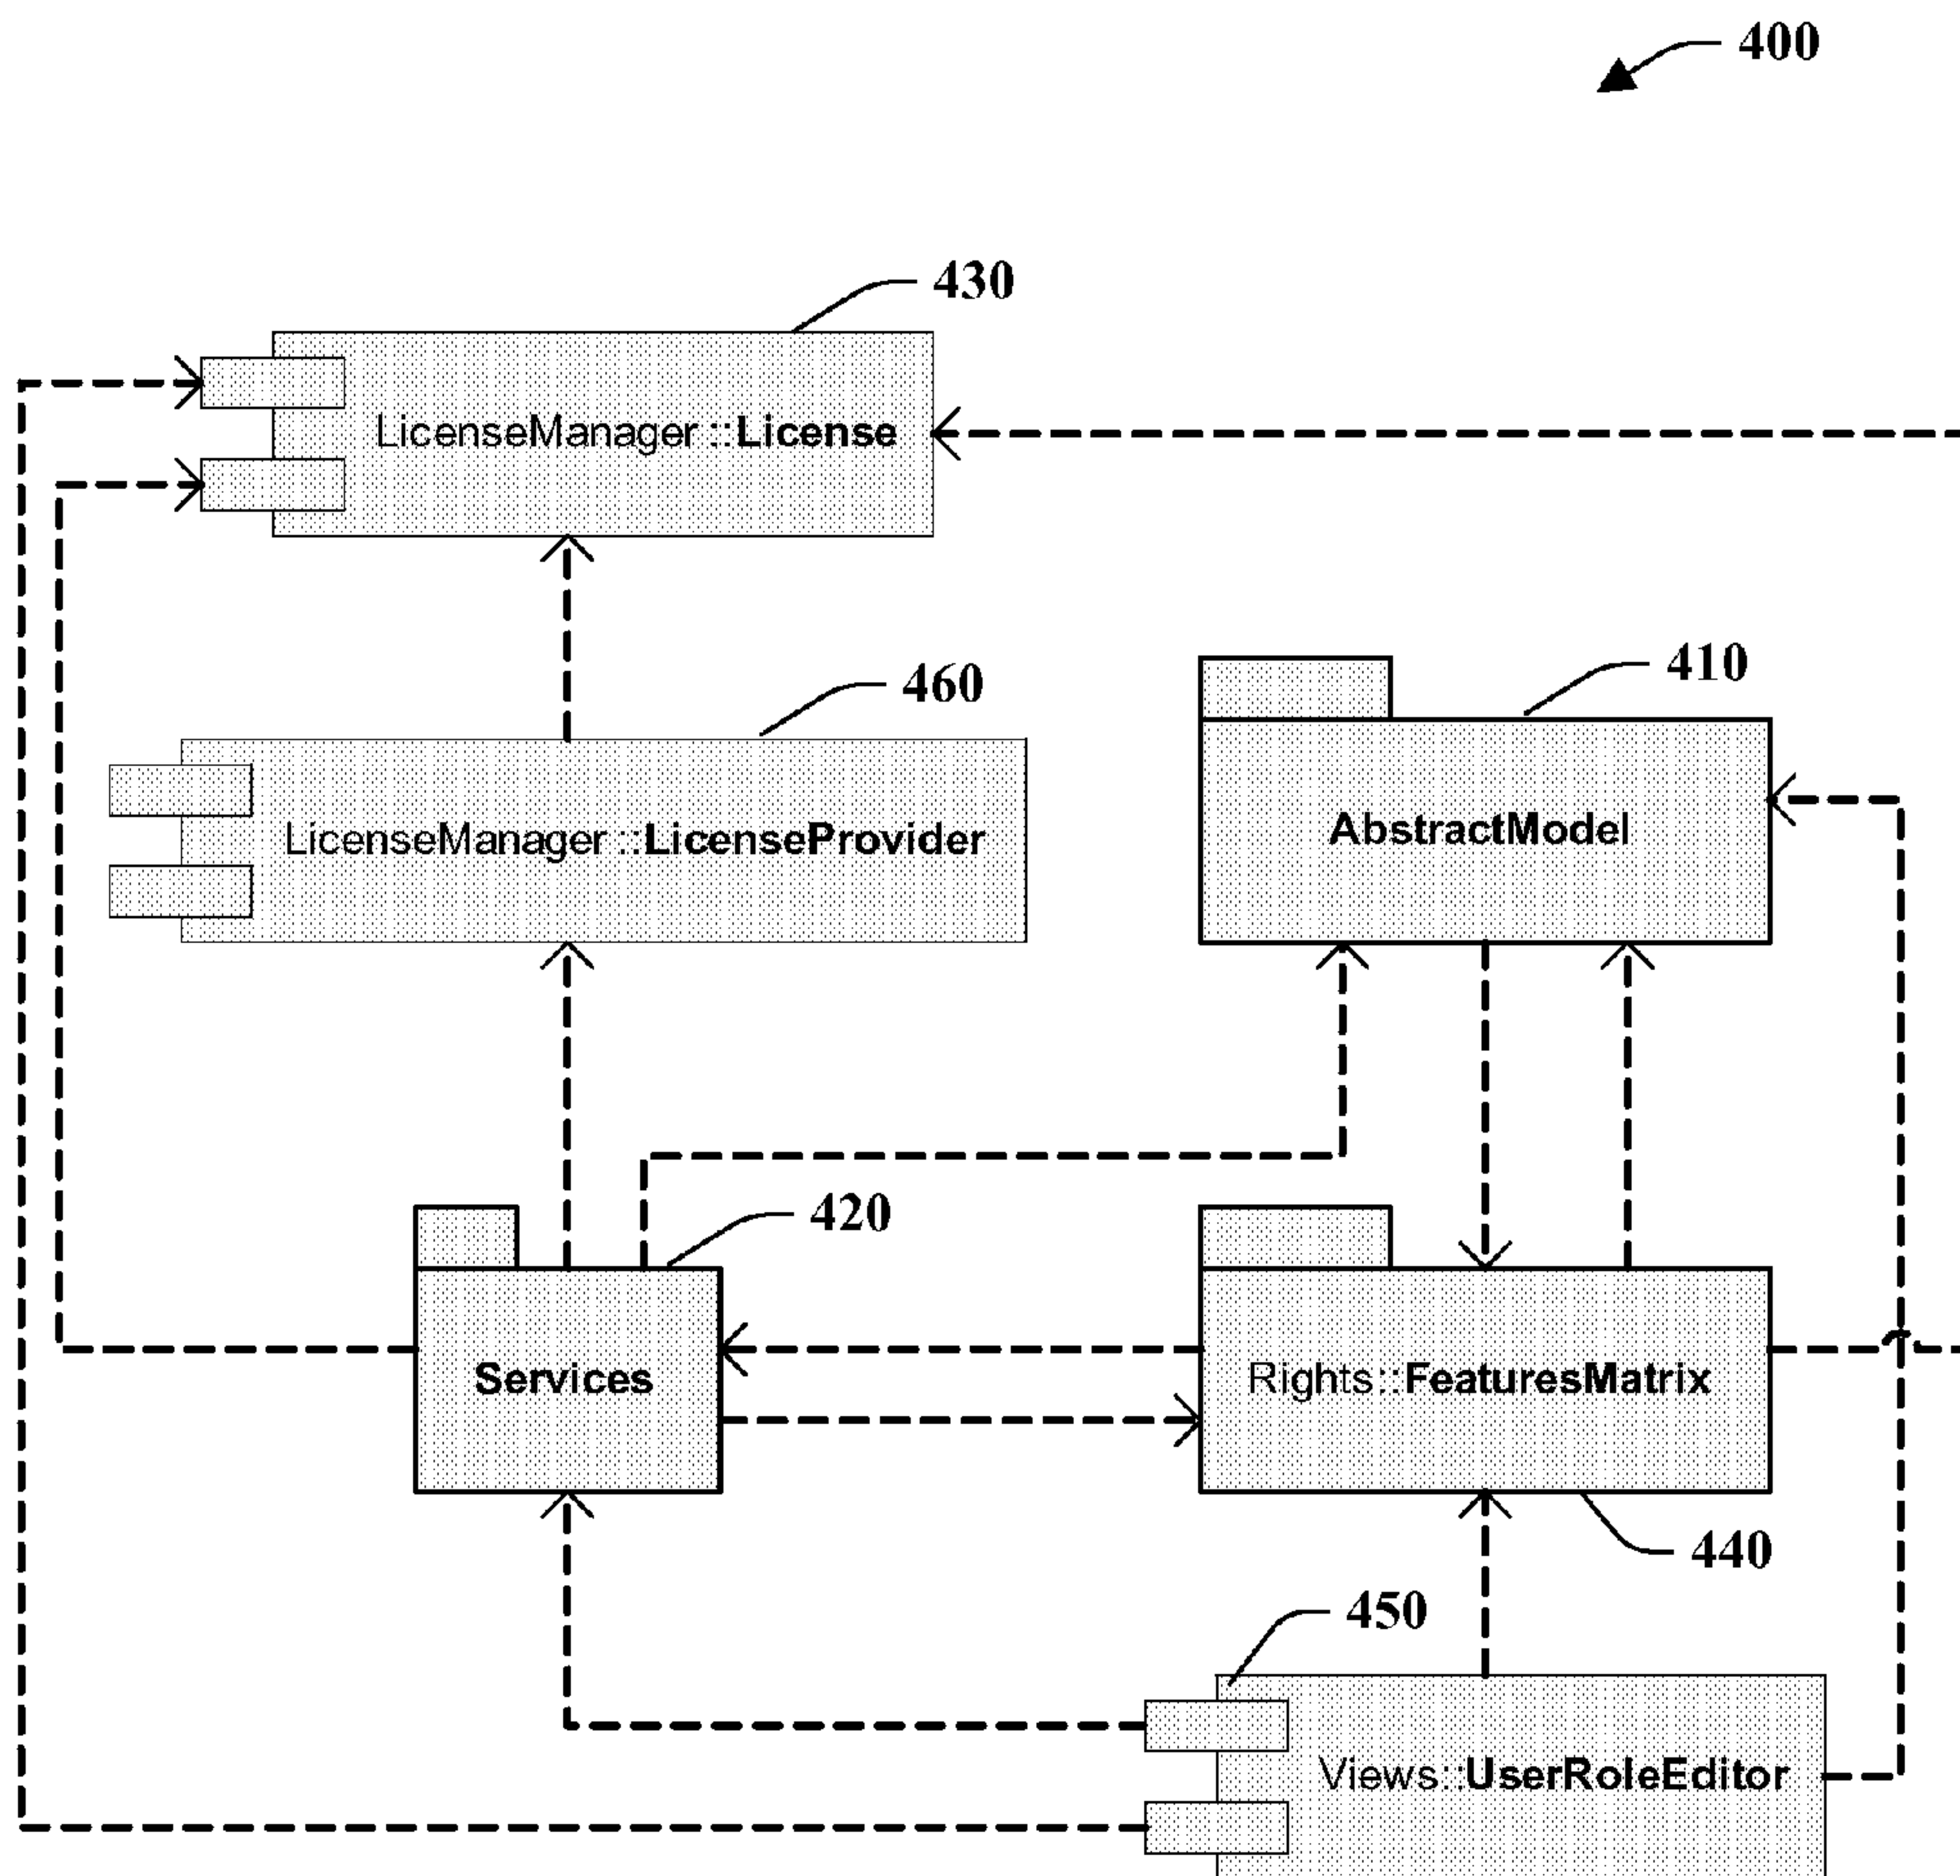 400
430
LicenseManager::License
460
410
LicenseManager::LicenseProvider
AbstractModel
420
Services
Rights::FeaturesMatrix
440
450
Views::UserRoleEditor